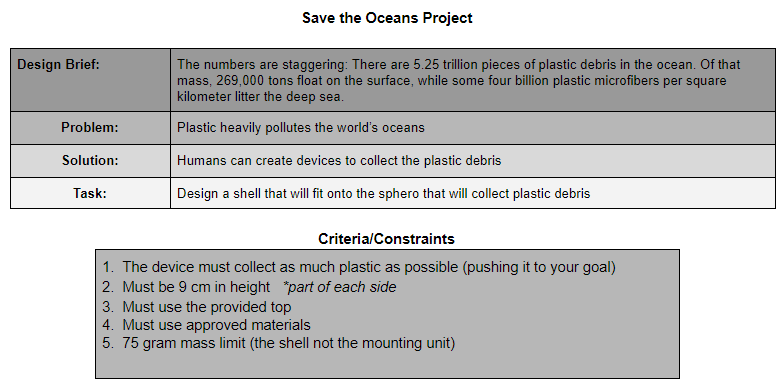 Save the Oceans Project
Design Brief:
The numbers are staggering: There are 5.25 trillion pieces of plastic debris in the ocean. Of that
mass, 269,000 tons float on the surface, while some four billion plastic microfibers per square
kilometer litter the deep sea.
Problem:
Plastic heavily pollutes the world's oceans
Solution:
Humans can create devices to collect the plastic debris
Task:
Design a shell that will fit onto the sphero that will collect plastic debris
Criteria/Constraints
1. The device must collect as much plastic as possible (pushing it to your goal)
2. Must be 9 cm in height *part of each side
3. Must use the provided top
4. Must use approved materials
5. 75 gram mass limit (the shell not the mounting unit)